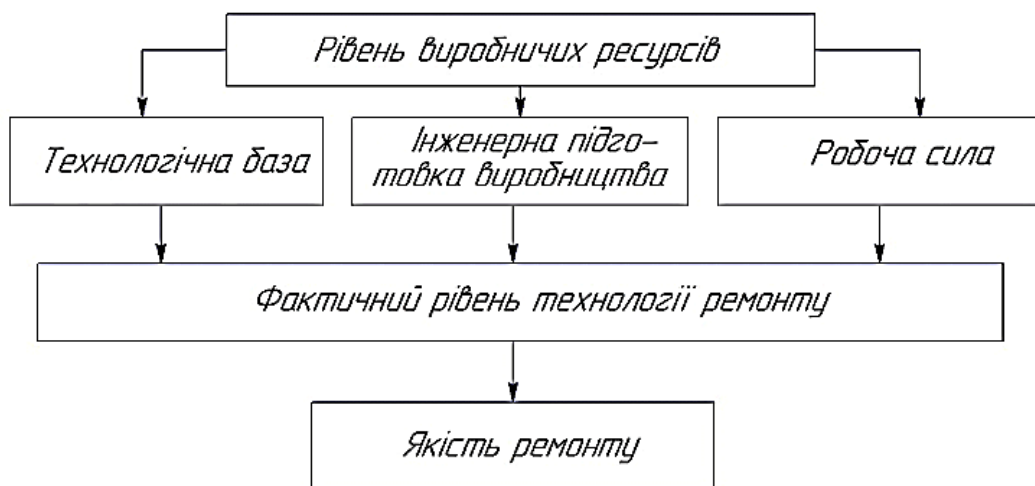 Рівень виробничих ресурсів
Технологічна база
Інженерна підго-
товка виробництва
Робоча сила
Фактичний рівень технології ремонту
Якість ремонту